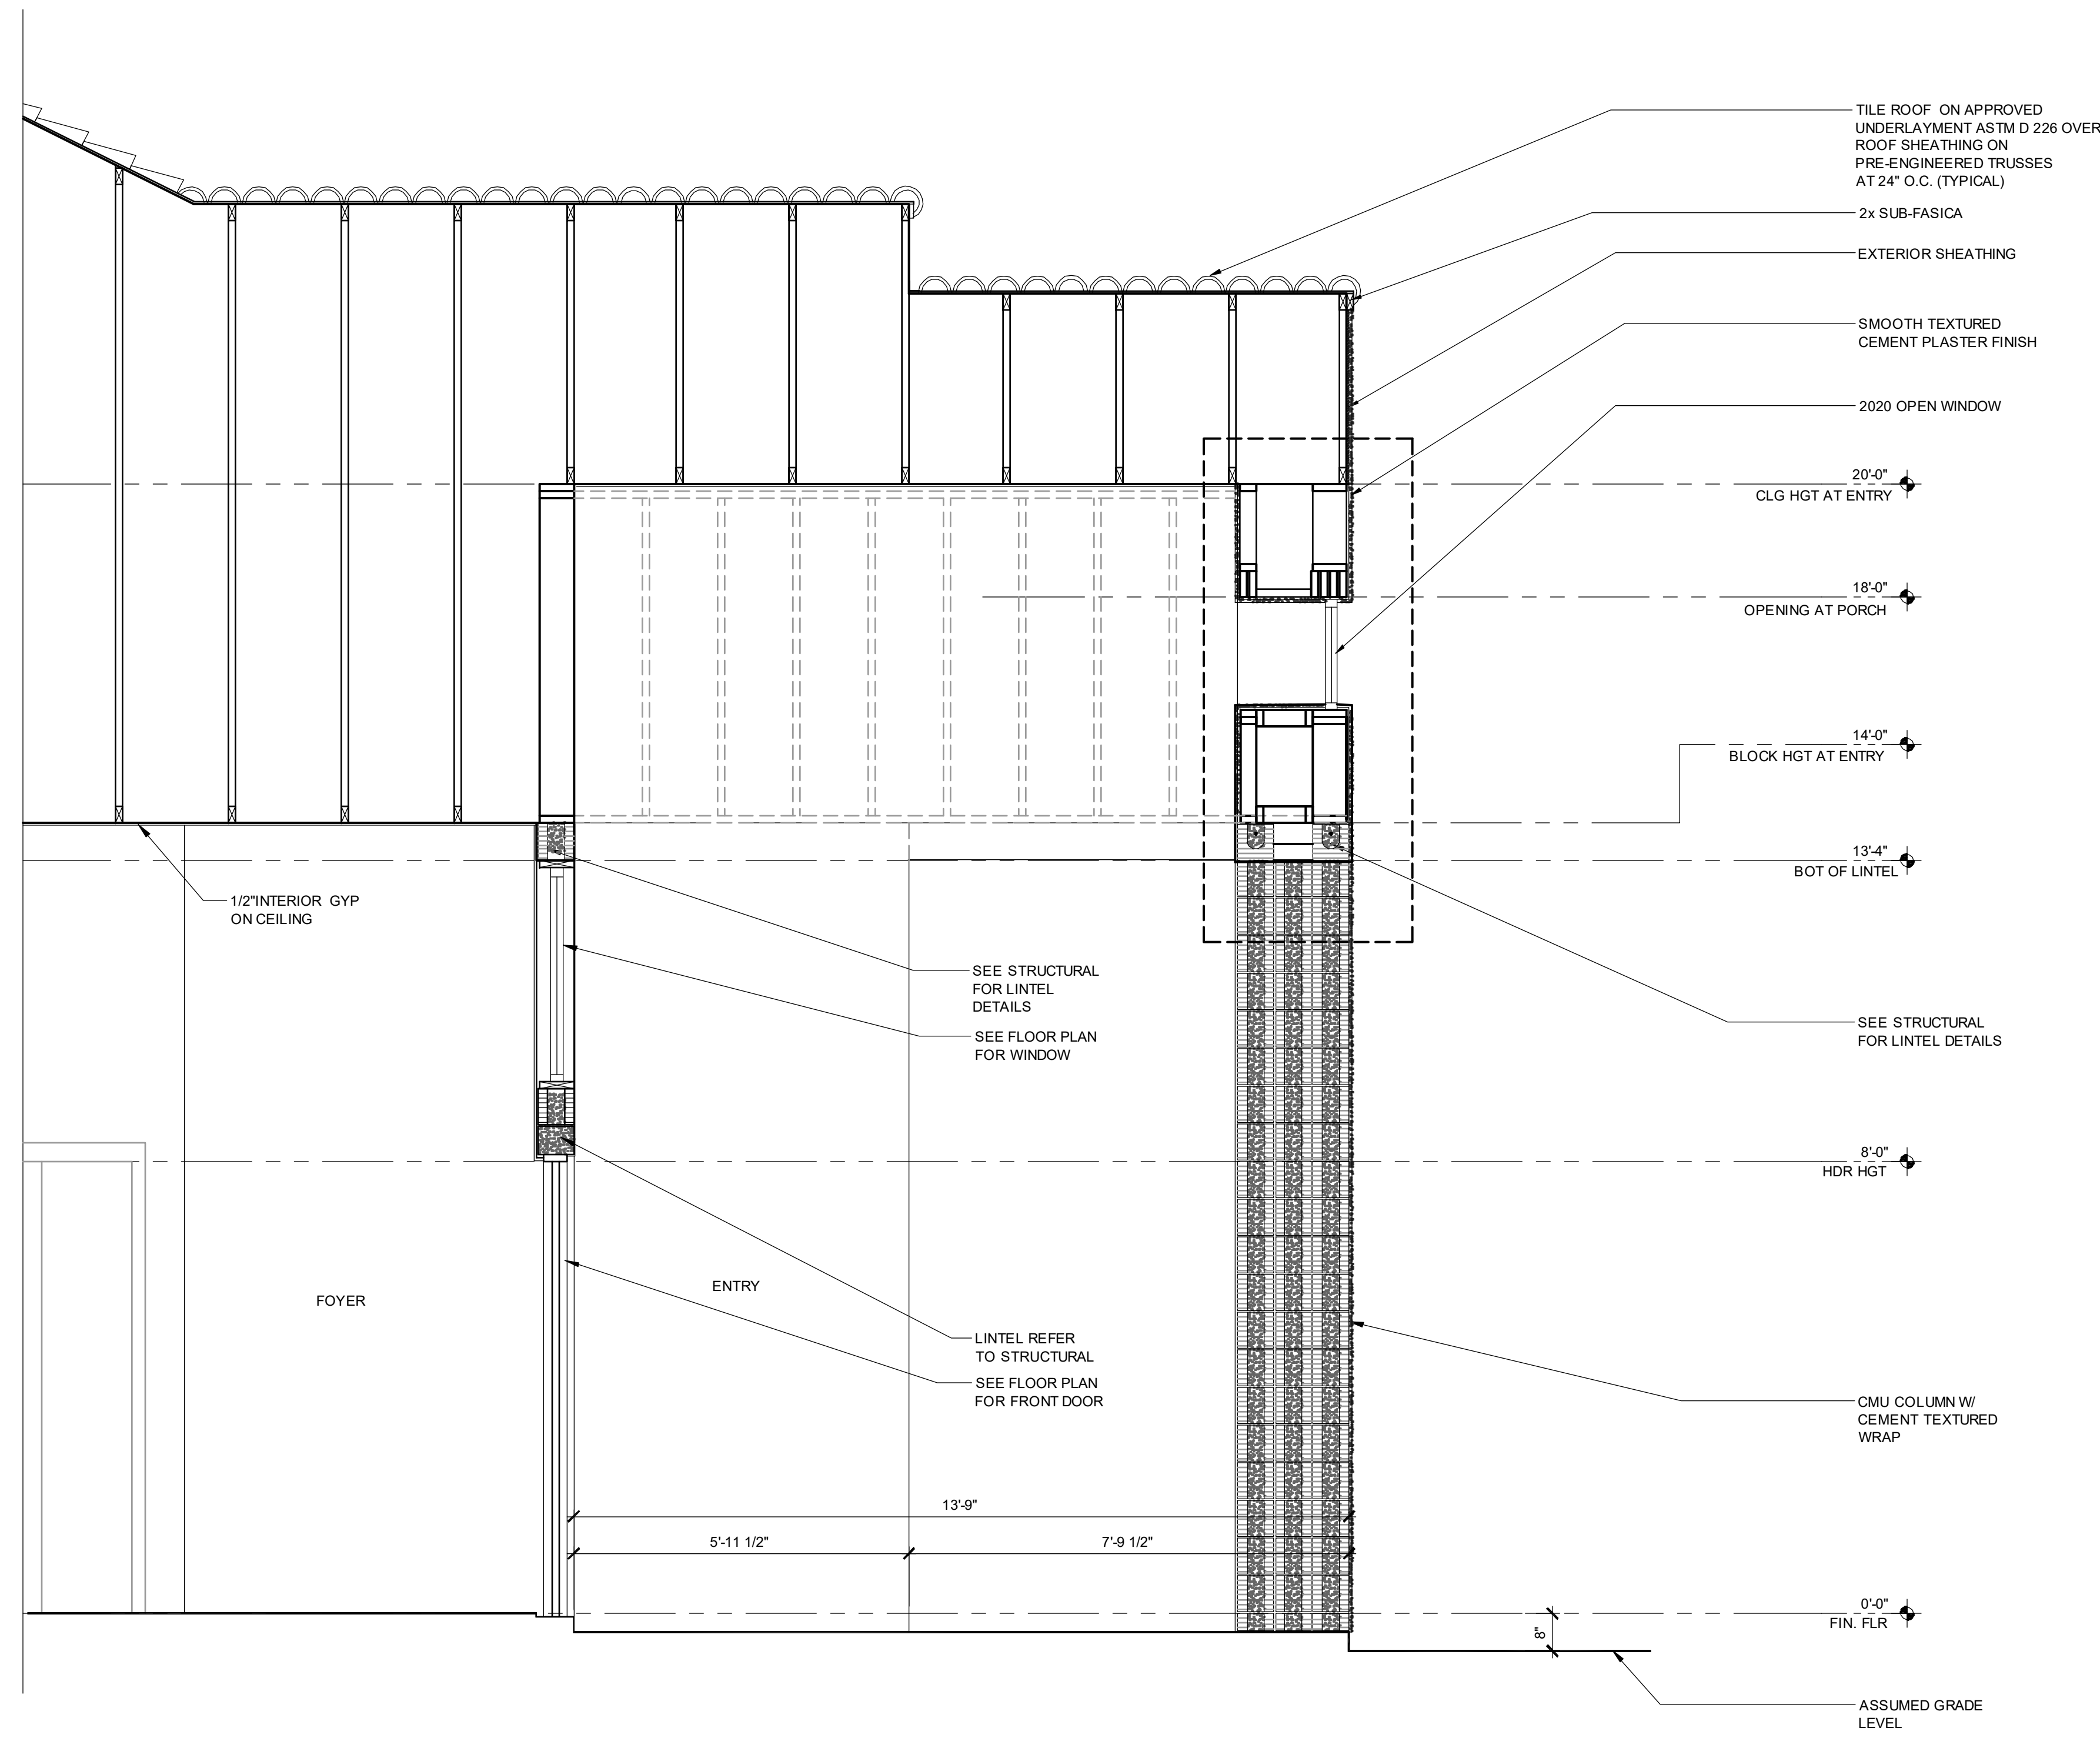 TILE ROOF ON APPROVED
UNDERLAYMENT ASTM D 226 OVER
ROOF SHEATHING ON
PRE-ENGINEERED TRUSSES
AT 24" O.C. (TYPICAL)
2x SUB-FASICA
EXTERIOR SHEATHING
SMOOTH TEXTURED
CEMENT PLASTER FINISH
2020 OPEN WINDOW
20'-0"
CLG HGT AT ENTRY
18'-0"
OPENING AT PORCH
14'-0"
BLOCK HGT AT ENTRY
13'-4"
BOT OF LINTEL
1/2"INTERIOR GYP
ON CEILING
SEE STRUCTURAL
FOR LINTEL
DETAILS
SEE FLOOR PLAN
FOR WINDOW
SEE STRUCTURAL
FOR LINTEL DETAILS
8'-0"
HDR HGT
FOYER
ENTRY
LINTEL REFER
TO STRUCTURAL
SEE FLOOR PLAN
FOR FRONT DOOR
CMU COLUMN W/
CEMENT TEXTURED
WRAP
13'-9"
5'-11 1/2"
7'-9 1/2"
0'-0"
FIN. FLR
8"
ASSUMED GRADE
LEVEL